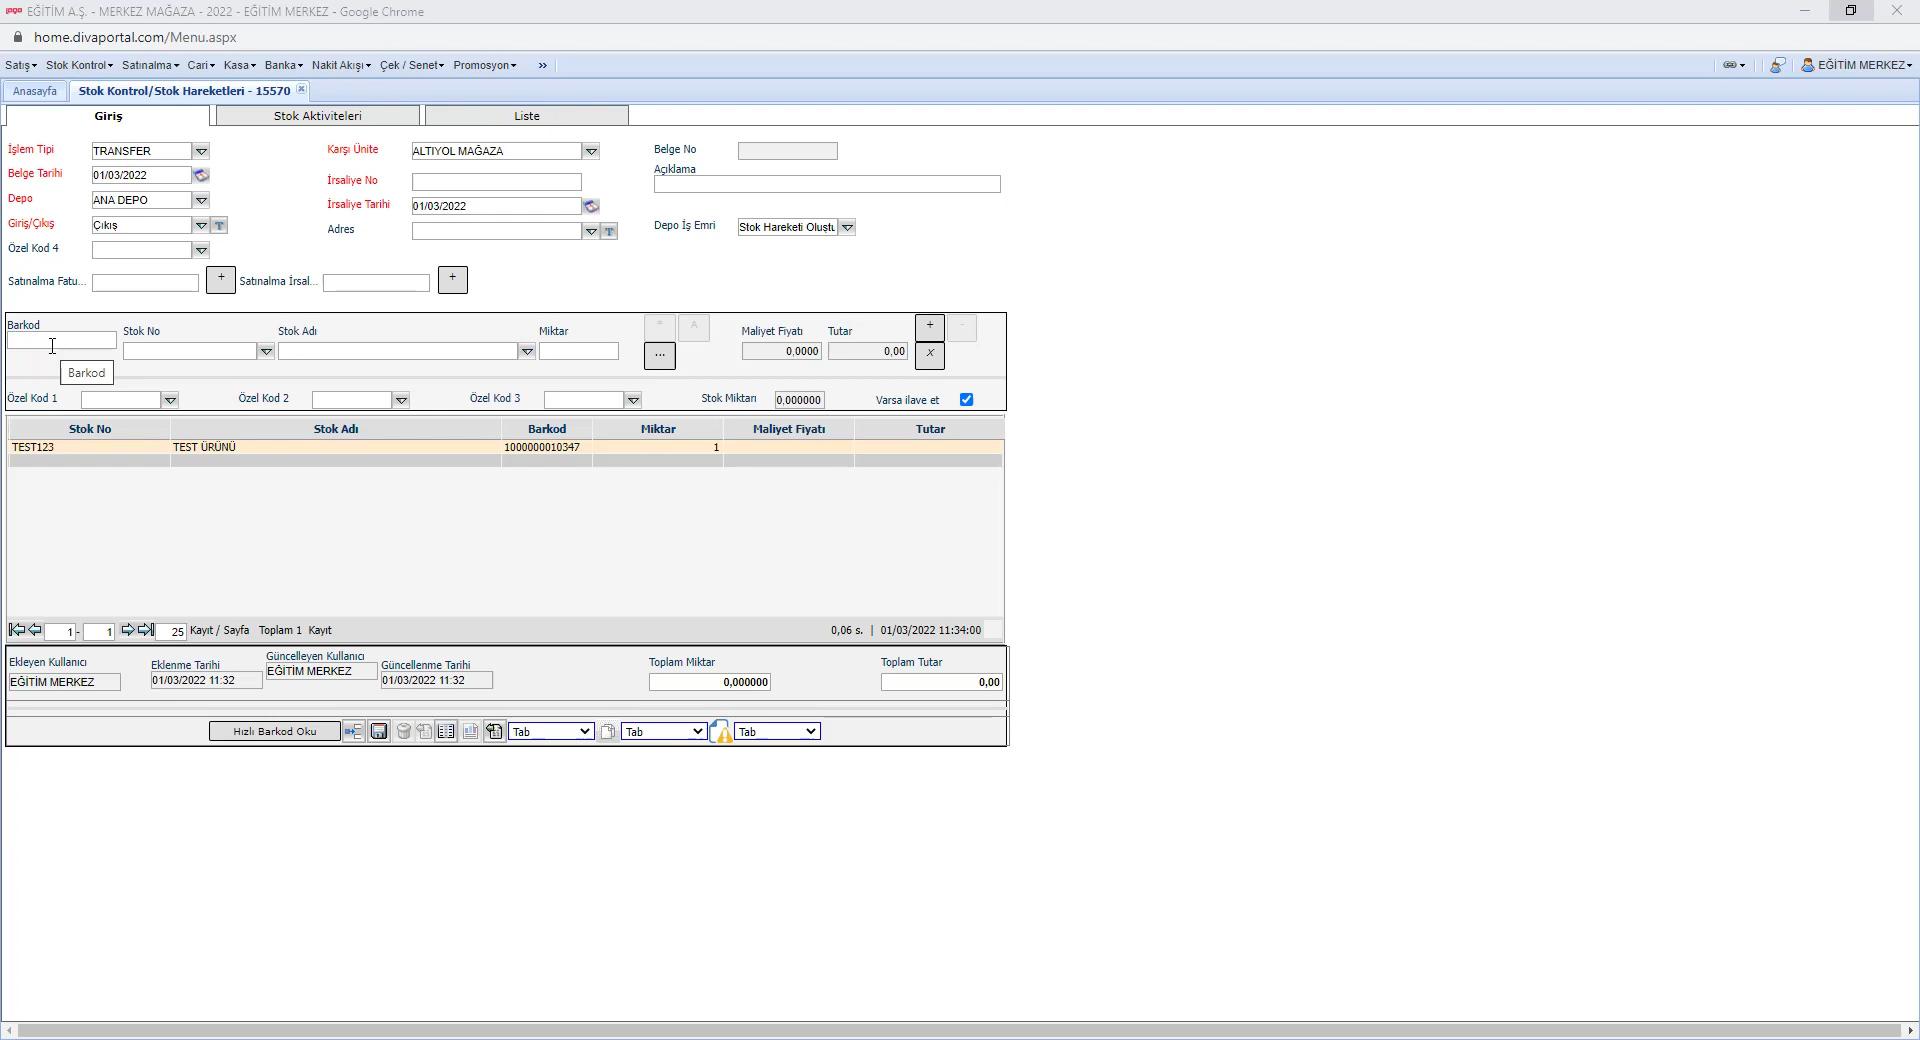 EĞİTİM A.Ş. - MERKEZ MAĞAZA - 2022 - EĞİTİM MERKEZ - Google Chrome
home.divaportal.com/Menu.aspx
Satış Stok Kontrol Satınalma Cari Kasa Banka Nakit Akışı Çek / Senet Promosyon » EĞİTİM MERKEZ
Anasayfa Stok Kontrol/Stok Hareketleri - 15570
Giriş Stok Aktiviteleri Liste
İşlem Tipi TRANSFER Karşı Ünite ALTIYOL MAĞAZA Belge No
Açıklama
Belge Tarihi 01/03/2022 İrsaliye No
Depo ANA DEPO İrsaliye Tarihi 01/03/2022
Giriş/Çıkış Çıkış T Adres T Depo İş Emri Stok Hareketi Oluştu
Özel Kod 4
Satınalma Fatu... + Satınalma İrsal... +
Barkod Stok No Stok Adı Miktar * A Maliyet Fiyatı Tutar + -
... 0,0000 0,00 X
Barkod
Özel Kod 1 Özel Kod 2 Özel Kod 3 Stok Miktarı 0,000000 Varsa ilave et
Stok No Stok Adı Barkod Miktar Maliyet Fiyatı Tutar
TEST123 TEST ÜRÜNÜ 1000000010347 1
1 - 1 25 Kayıt / Sayfa Toplam 1 Kayıt 0,06 s. | 01/03/2022 11:34:00
Ekleyen Kullanıcı Eklenme Tarihi Güncelleyen Kullanıcı Güncellenme Tarihi Toplam Miktar Toplam Tutar
EĞİTİM MERKEZ 01/03/2022 11:32 EĞİTİM MERKEZ 01/03/2022 11:32 0,000000 0,00
Hızlı Barkod Oku Tab Tab Tab